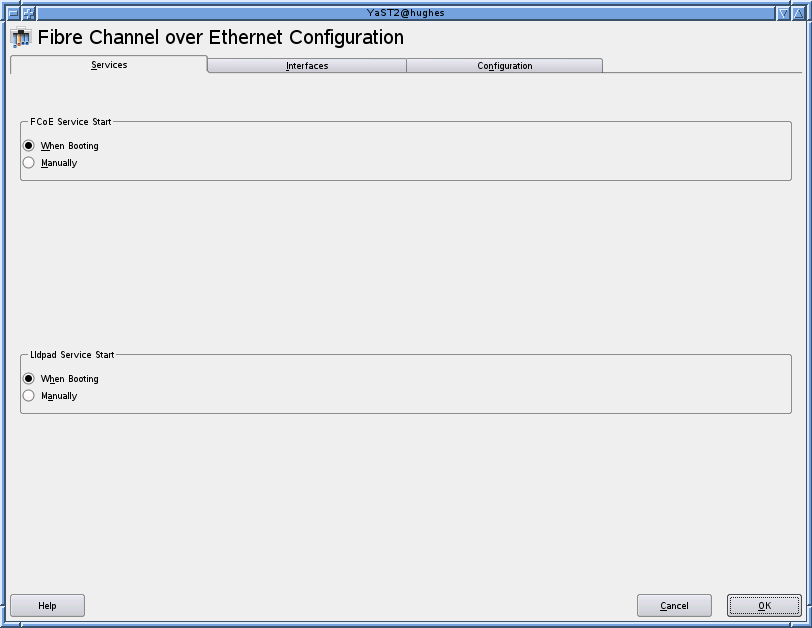 YaST2@hughes
Fibre Channel over Ethernet Configuration
Services Interfaces Configuration
FCoE Service Start
When Booting
Manually
Lldpad Service Start
When Booting
Manually
Help Cancel OK